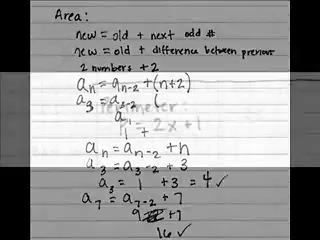 Area:
new = old + next odd #
new = old + difference between previous
2 numbers + 2
aₙ = aₙ₋₂ + (n+2)
a₃ = a₃₋₂ (
a₁
1 +
= 2x + 1
aₙ = aₙ₋₂ + n
a₃ = a₃₋₂ + 3
a₃ = 1 + 3 = 4 ✓
a₇ = a₇₋₂ + 7
9 + 7
16 ✓